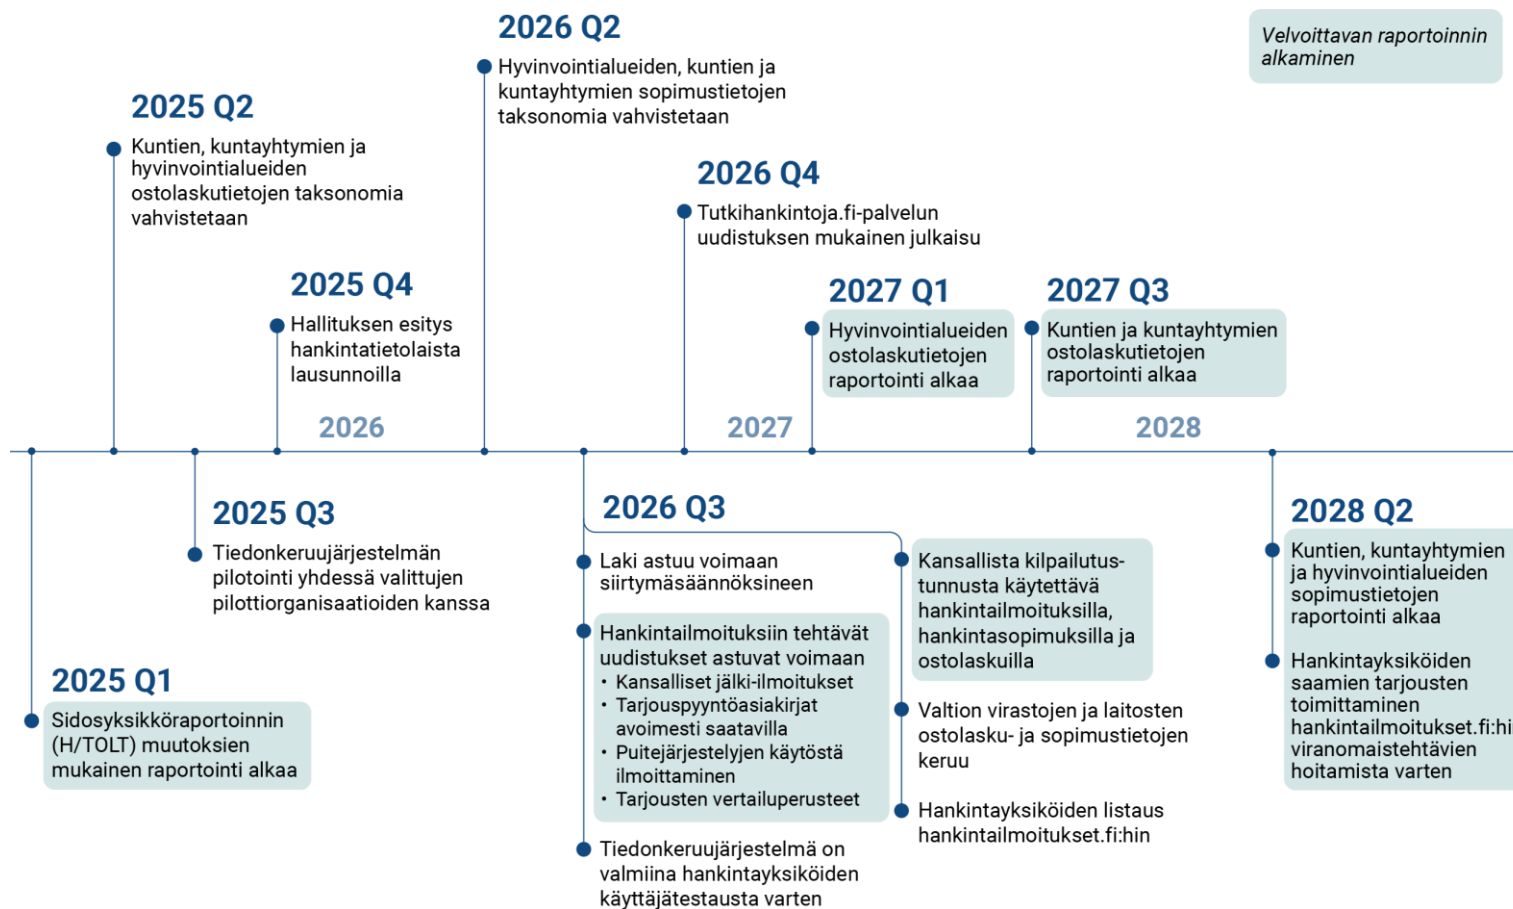 2025 Q1
Sidosyksikköraportoinnin
(H/TOLT) muutoksien
mukainen raportointi alkaa
2025 Q2
Kuntien, kuntayhtymien ja
hyvinvointialueiden
ostolaskutietojen taksonomia
vahvistetaan
2025 Q3
Tiedonkeruujärjestelmän
pilotointi yhdessä valittujen
pilottiorganisaatioiden kanssa
2025 Q4
Hallituksen esitys
hankintatietolaista
lausunnoilla
2026
2026 Q2
Hyvinvointialueiden, kuntien ja
kuntayhtymien sopimustietojen
taksonomia vahvistetaan
2026 Q3
Laki astuu voimaan
siirtymäsäännöksineen
Hankintailmoituksiin tehtävät
uudistukset astuvat voimaan
• Kansalliset jälki-ilmoitukset
• Tarjouspyyntöasiakirjat
avoimesti saatavilla
• Puitejärjestelyjen käytöstä
ilmoittaminen
• Tarjousten vertailuperusteet
Tiedonkeruujärjestelmä on
valmiina hankintayksiköiden
käyttäjätestausta varten
Kansallista kilpailutus-
tunnusta käytettävä
hankintailmoituksilla,
hankintasopimuksilla ja
ostolaskuilla
Valtion virastojen ja laitosten
ostolasku- ja sopimustietojen
keruu
Hankintayksiköiden listaus
hankintailmoitukset.fi:hin
2026 Q4
Tutkihankintoja.fi-palvelun
uudistuksen mukainen julkaisu
2027
2027 Q1
Hyvinvointialueiden
ostolaskutietojen
raportointi alkaa
2027 Q3
Kuntien ja kuntayhtymien
ostolaskutietojen
raportointi alkaa
2028
2028 Q2
Kuntien, kuntayhtymien
ja hyvinvointialueiden
sopimustietojen
raportointi alkaa
Hankintayksiköiden
saamien tarjousten
toimittaminen
hankintailmoitukset.fi:hin
viranomaistehtävien
hoitamista varten
Velvoittavan raportoinnin
alkaminen